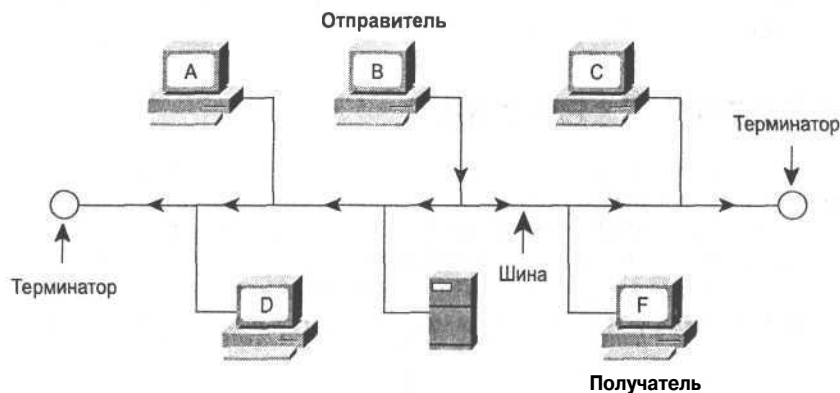 Отправитель
A
B
C
Терминатор
Терминатор
Шина
D
F
Получатель